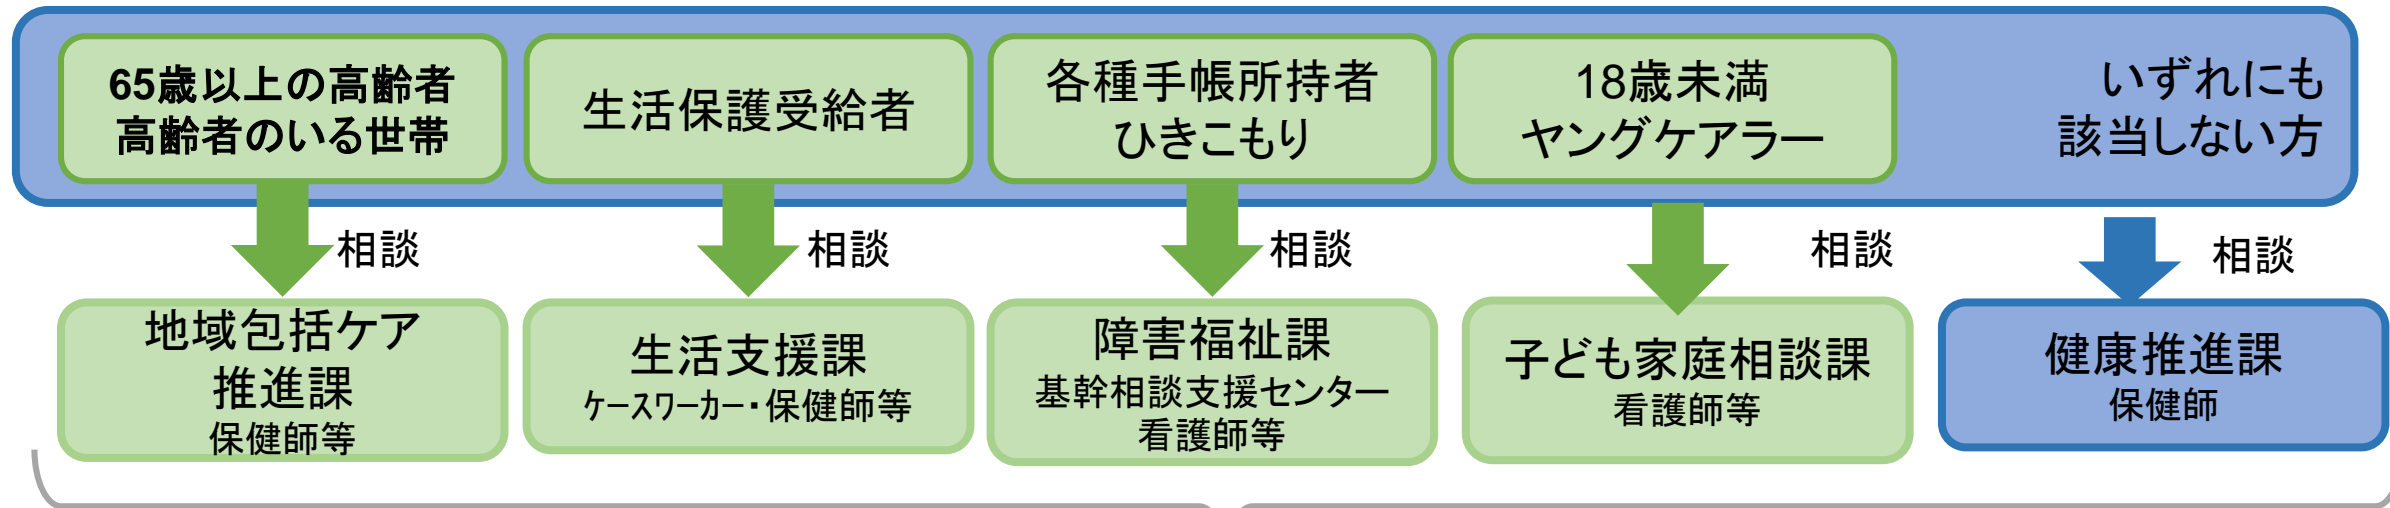 65歳以上の高齢者
高齢者のいる世帯
生活保護受給者
各種手帳所持者
ひきこもり
18歳未満
ヤングケアラー
いずれにも
該当しない方
相談
相談
相談
相談
相談
地域包括ケア
推進課
保健師等
生活支援課
ｹｰｽﾜｰｶｰ・保健師等
障害福祉課
基幹相談支援センター
看護師等
子ども家庭相談課
看護師等
健康推進課
保健師